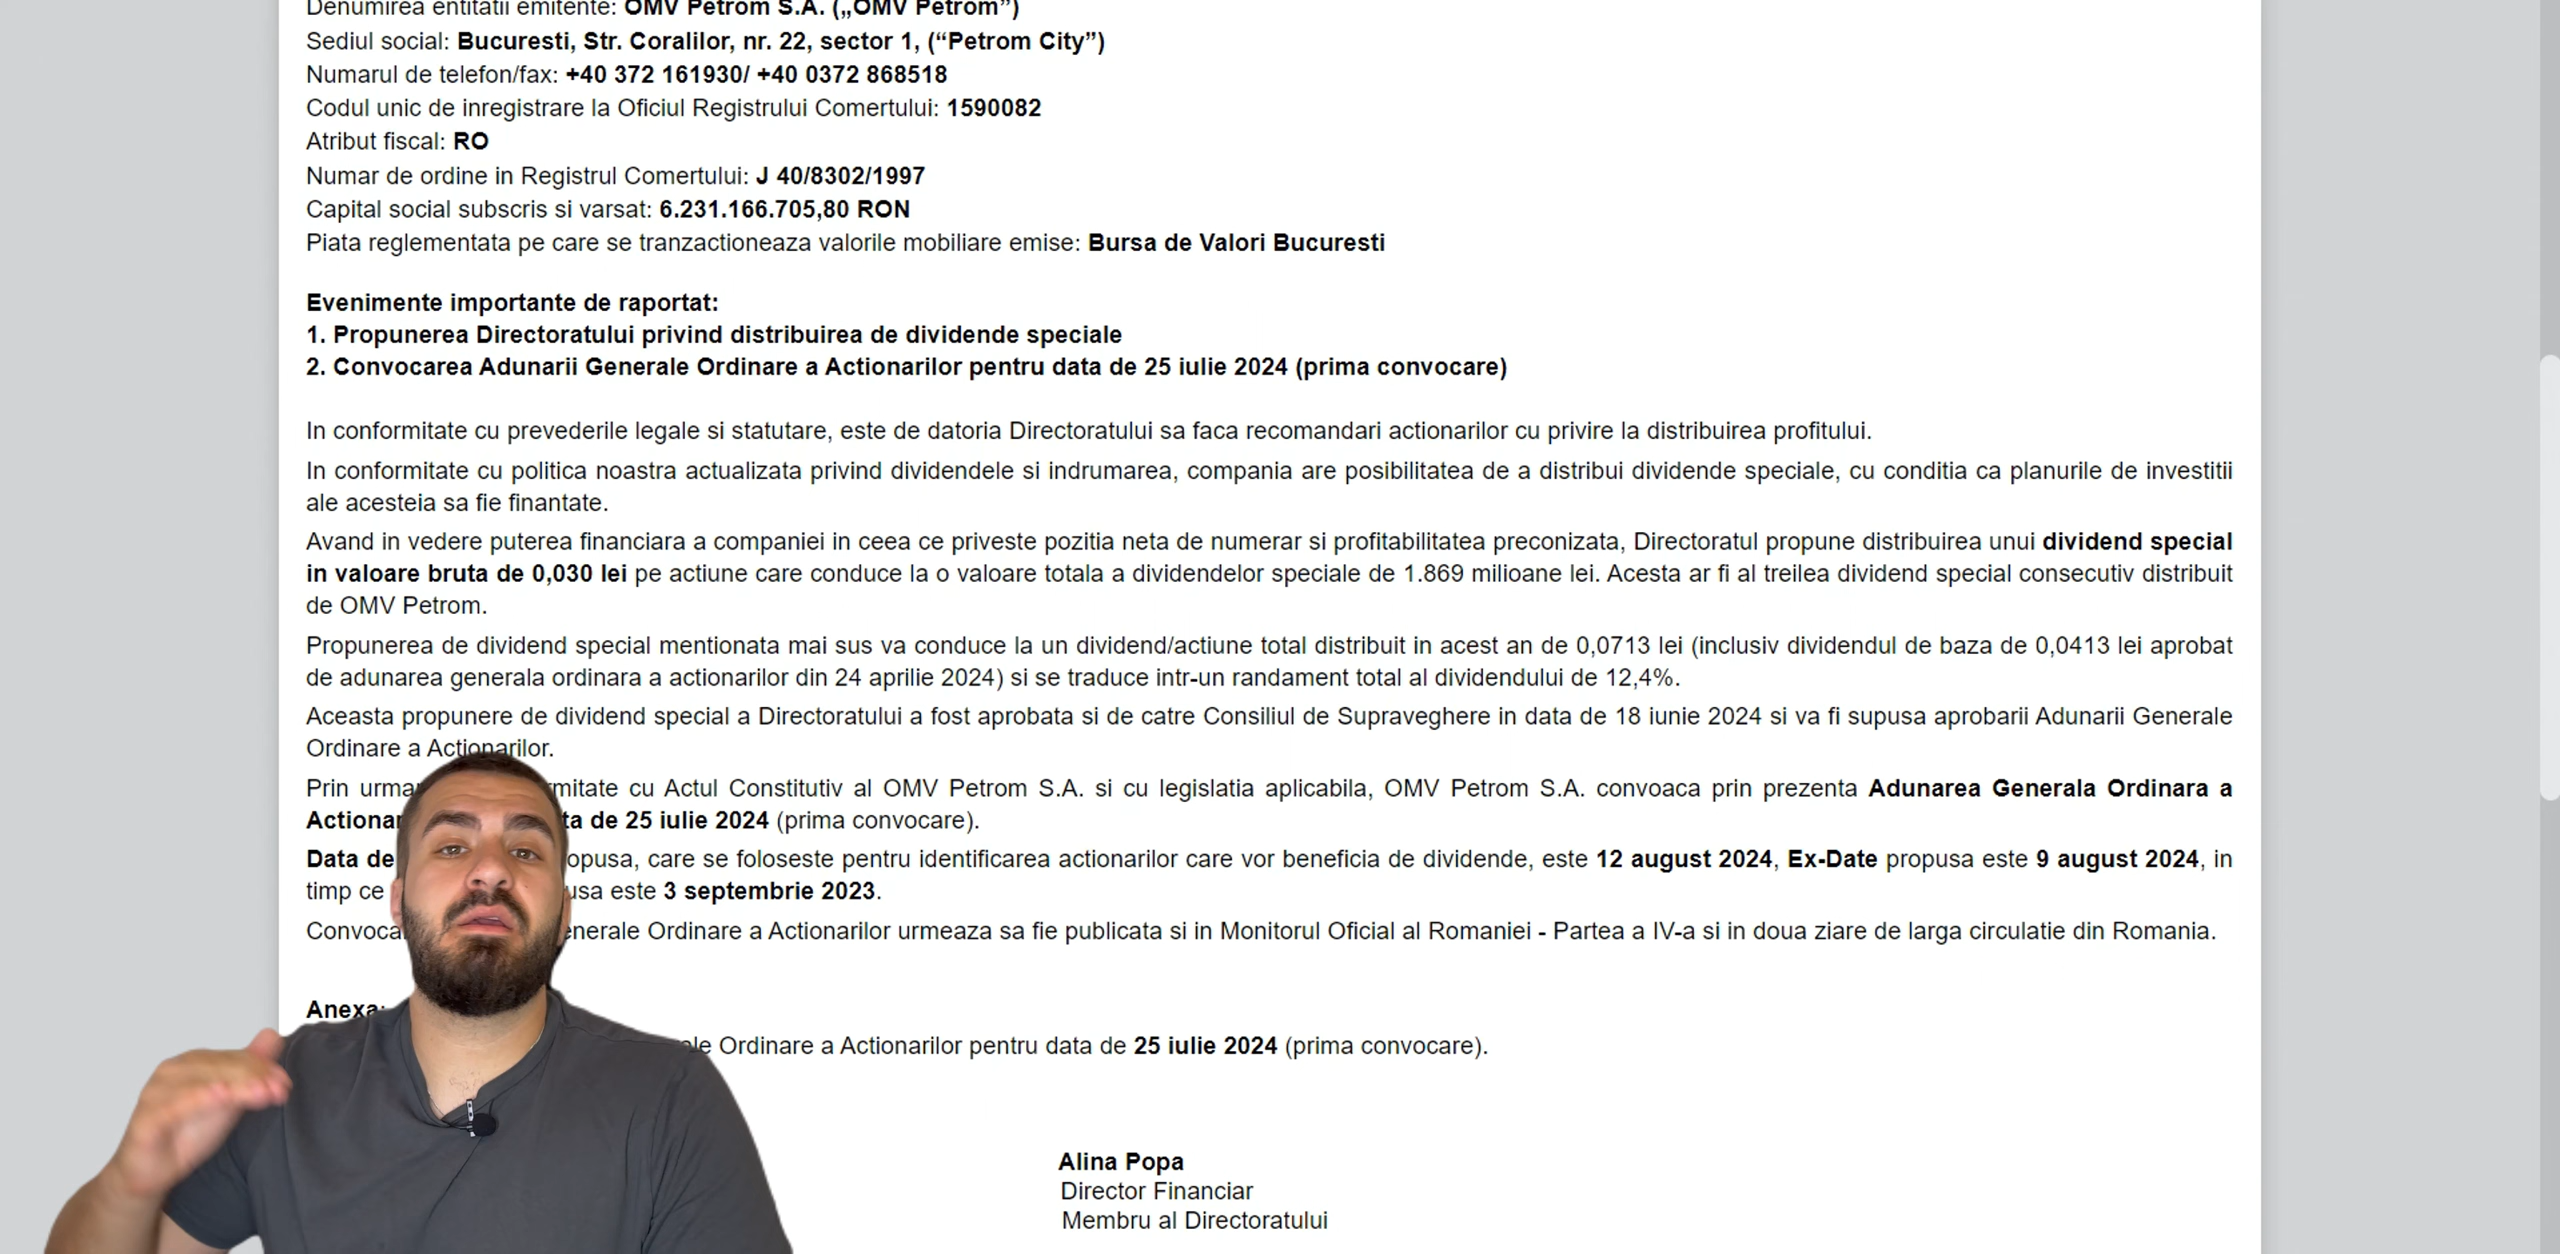 Denumirea entitatii emitente: OMV Petrom S.A. („OMV Petrom”)
Sediul social: Bucuresti, Str. Coralilor, nr. 22, sector 1, (“Petrom City”)
Numarul de telefon/fax: +40 372 161930/ +40 0372 868518
Codul unic de inregistrare la Oficiul Registrului Comertului: 1590082
Atribut fiscal: RO
Numar de ordine in Registrul Comertului: J 40/8302/1997
Capital social subscris si varsat: 6.231.166.705,80 RON
Piata reglementata pe care se tranzactioneaza valorile mobiliare emise: Bursa de Valori Bucuresti
Evenimente importante de raportat:
1. Propunerea Directoratului privind distribuirea de dividende speciale
2. Convocarea Adunarii Generale Ordinare a Actionarilor pentru data de 25 iulie 2024 (prima convocare)
In conformitate cu prevederile legale si statutare, este de datoria Directoratului sa faca recomandari actionarilor cu privire la distribuirea profitului.
In conformitate cu politica noastra actualizata privind dividendele si indrumarea, compania are posibilitatea de a distribui dividende speciale, cu conditia ca planurile de investitii
ale acesteia sa fie finantate.
Avand in vedere puterea financiara a companiei in ceea ce priveste pozitia neta de numerar si profitabilitatea preconizata, Directoratul propune distribuirea unui dividend special
in valoare bruta de 0,030 lei pe actiune care conduce la o valoare totala a dividendelor speciale de 1.869 milioane lei. Acesta ar fi al treilea dividend special consecutiv distribuit
de OMV Petrom.
Propunerea de dividend special mentionata mai sus va conduce la un dividend/actiune total distribuit in acest an de 0,0713 lei (inclusiv dividendul de baza de 0,0413 lei aprobat
de adunarea generala ordinara a actionarilor din 24 aprilie 2024) si se traduce intr-un randament total al dividendului de 12,4%.
Aceasta propunere de dividend special a Directoratului a fost aprobata si de catre Consiliul de Supraveghere in data de 18 iunie 2024 si va fi supusa aprobarii Adunarii Generale
Ordinare a Actionarilor.
Prin cu Actul Constitutiv al OMV Petrom S.A. si cu legislatia aplicabila, OMV Petrom S.A. convoaca prin prezenta Adunarea Generala Ordinara a
de 25 iulie 2024 (prima convocare).
Data de care se foloseste pentru identificarea actionarilor care vor beneficia de dividende, este 12 august 2024, Ex-Date propusa este 9 august 2024, in
timp ce este 3 septembrie 2023.
Ordinare a Actionarilor urmeaza sa fie publicata si in Monitorul Oficial al Romaniei - Partea a IV-a si in doua ziare de larga circulatie din Romania.
Anexa:
Ordinare a Actionarilor pentru data de 25 iulie 2024 (prima convocare).
Alina Popa
Director Financiar
Membru al Directoratului